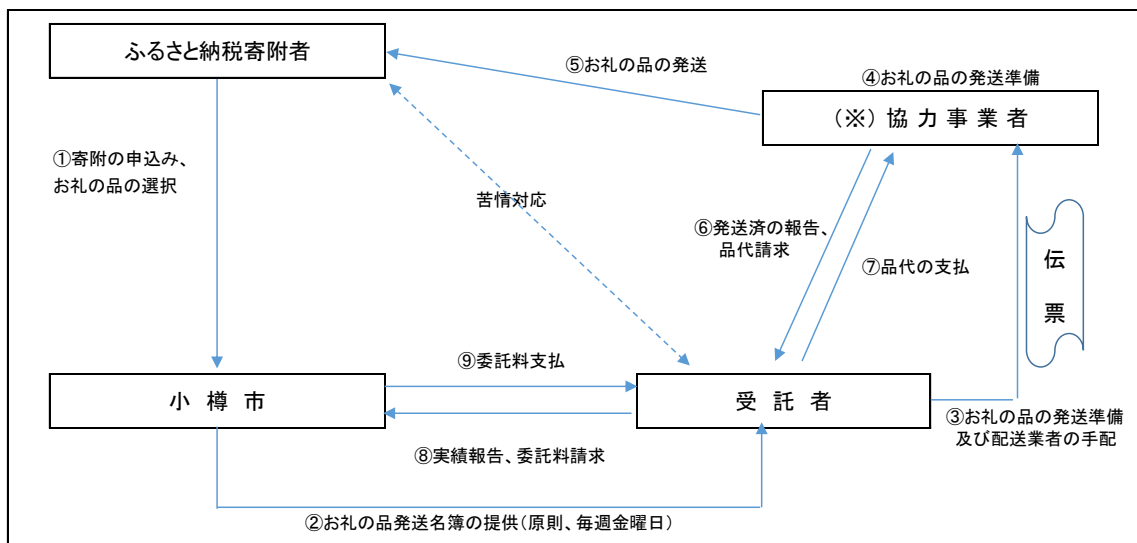 ふるさと納税寄附者
⑤お礼の品の発送
④お礼の品の発送準備
(※)協力事業者
①寄附の申込み、
お礼の品の選択
苦情対応
⑥発送済の報告、
品代請求
⑦品代の支払
伝
票
⑨委託料支払
小樽市
受託者
③お礼の品の発送準備
及び配送業者の手配
⑧実績報告、委託料請求
②お礼の品発送名簿の提供(原則、毎週金曜日)